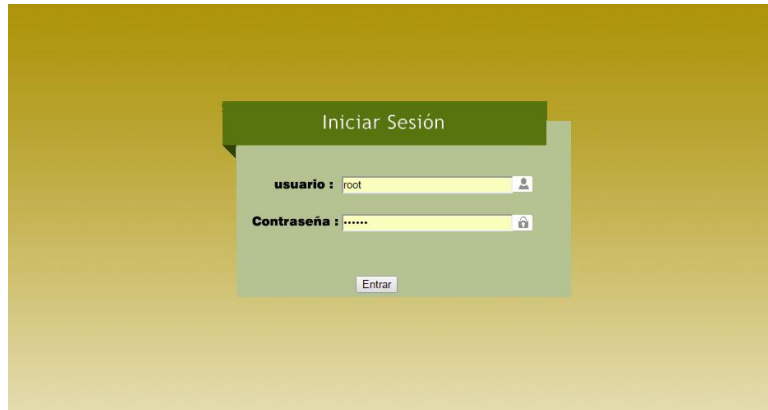 Iniciar Sesión
usuario : root
Contraseña : ••••••
Entrar